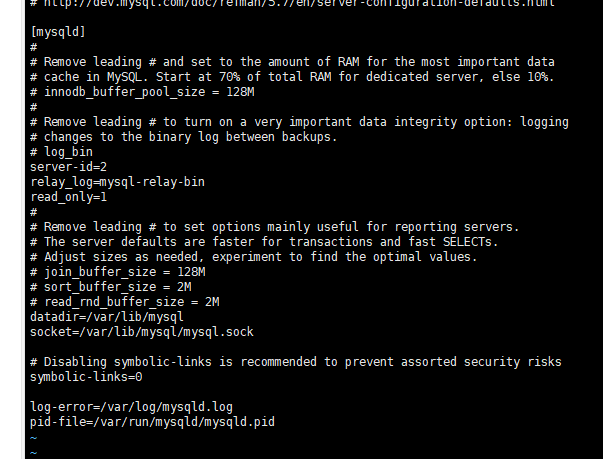 # http://dev.mysql.com/doc/refman/5.7/en/server-configuration-defaults.html
[mysqld]
#
# Remove leading # and set to the amount of RAM for the most important data
# cache in MySQL. Start at 70% of total RAM for dedicated server, else 10%.
# innodb_buffer_pool_size = 128M
#
# Remove leading # to turn on a very important data integrity option: logging
# changes to the binary log between backups.
# log_bin
server-id=2
relay_log=mysql-relay-bin
read_only=1
#
# Remove leading # to set options mainly useful for reporting servers.
# The server defaults are faster for transactions and fast SELECTs.
# Adjust sizes as needed, experiment to find the optimal values.
# join_buffer_size = 128M
# sort_buffer_size = 2M
# read_rnd_buffer_size = 2M
datadir=/var/lib/mysql
socket=/var/lib/mysql/mysql.sock
# Disabling symbolic-links is recommended to prevent assorted security risks
symbolic-links=0
log-error=/var/log/mysqld.log
pid-file=/var/run/mysqld/mysqld.pid
~
~